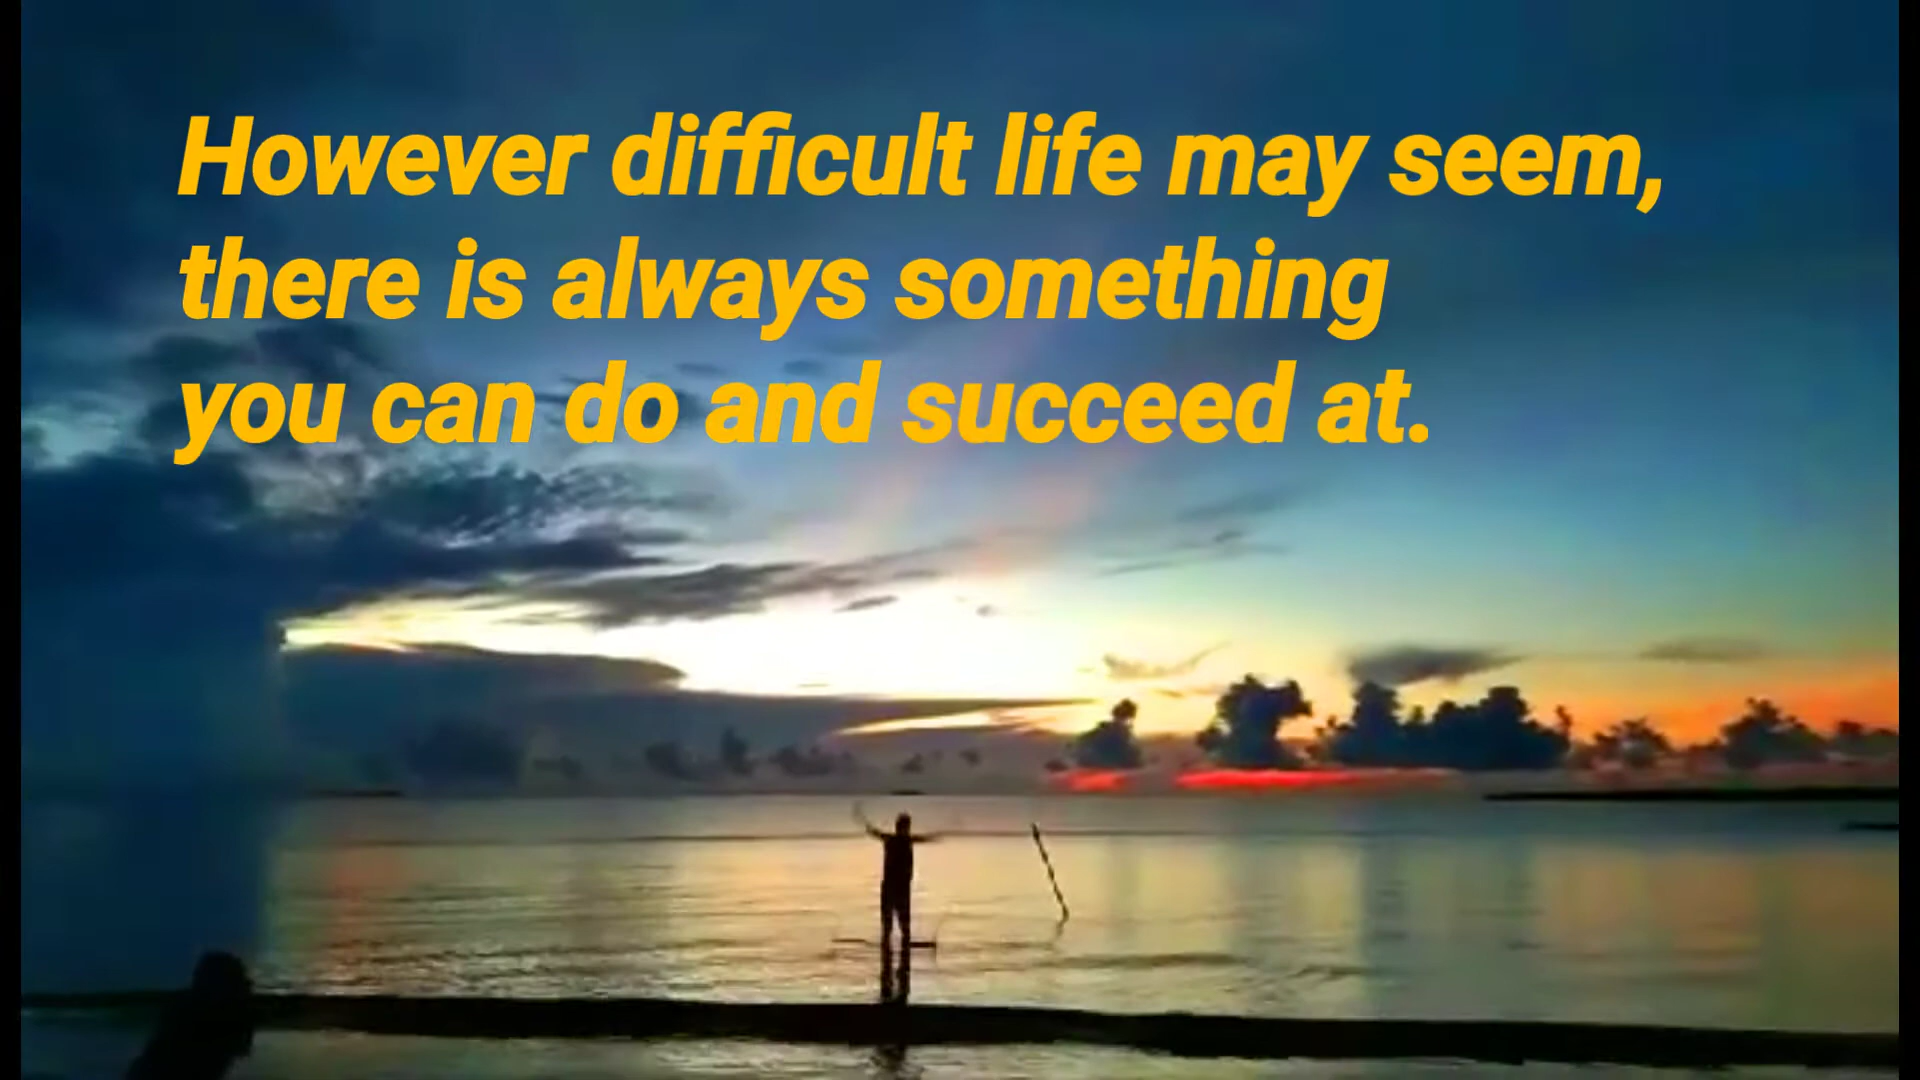 However difficult life may seem,
there is always something
you can do and succeed at.